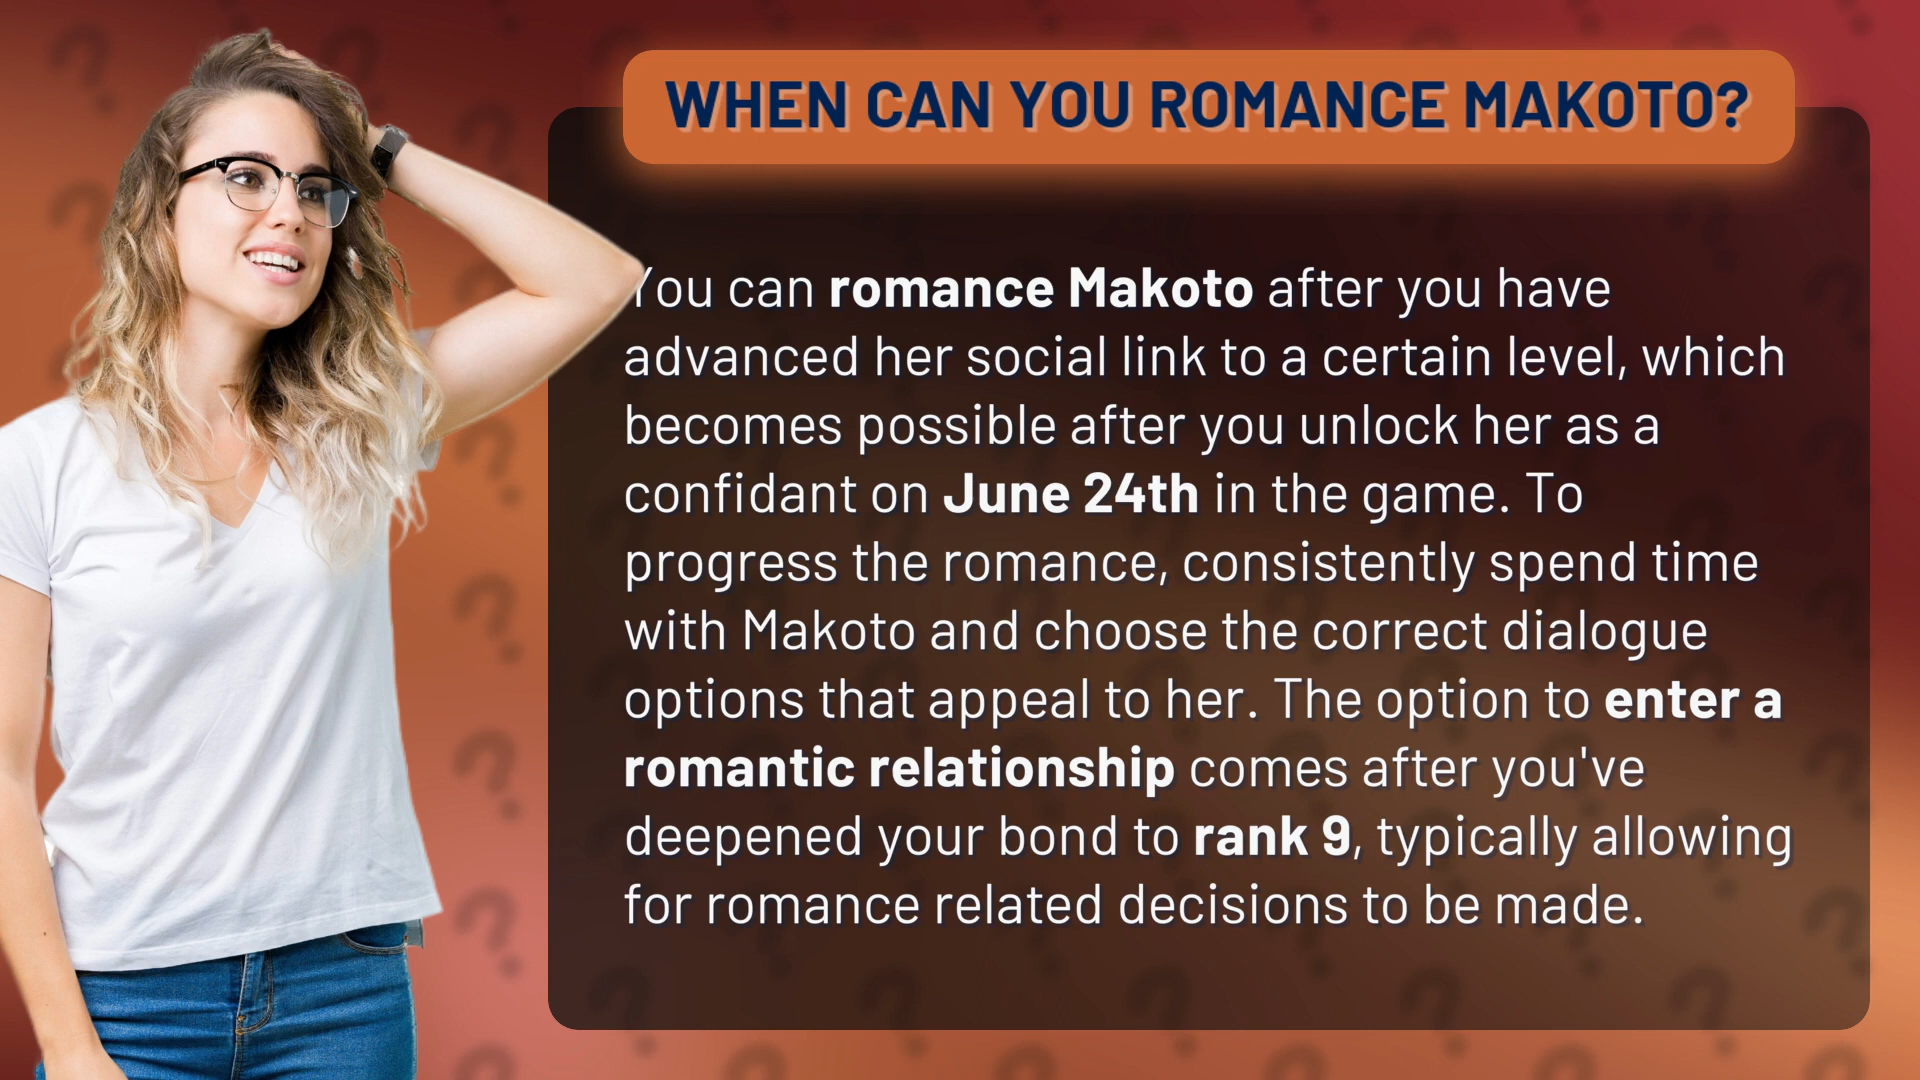 WHEN CAN YOU ROMANCE MAKOTO?
You can romance Makoto after you have
advanced her social link to a certain level, which
becomes possible after you unlock her as a
confidant on June 24th in the game. To
progress the romance, consistently spend time
with Makoto and choose the correct dialogue
options that appeal to her. The option to enter a
romantic relationship comes after you've
deepened your bond to rank 9, typically allowing
for romance related decisions to be made.